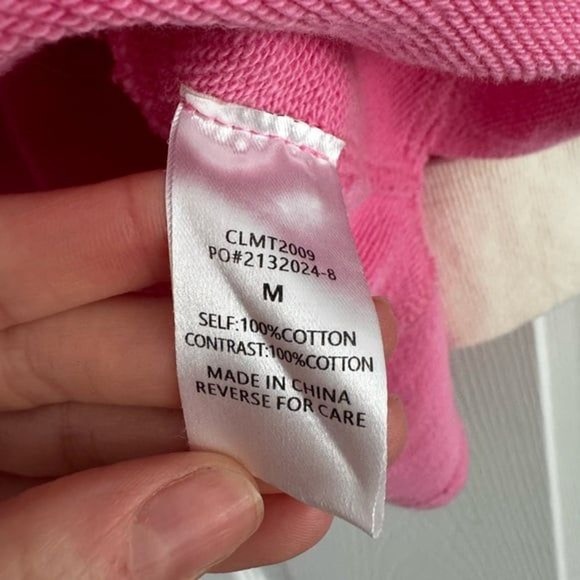 CLMT2009
PO#2132024-8
M
SELF:100%COTTON
CONTRAST:100%COTTON
MADE IN CHINA
REVERSE FOR CARE